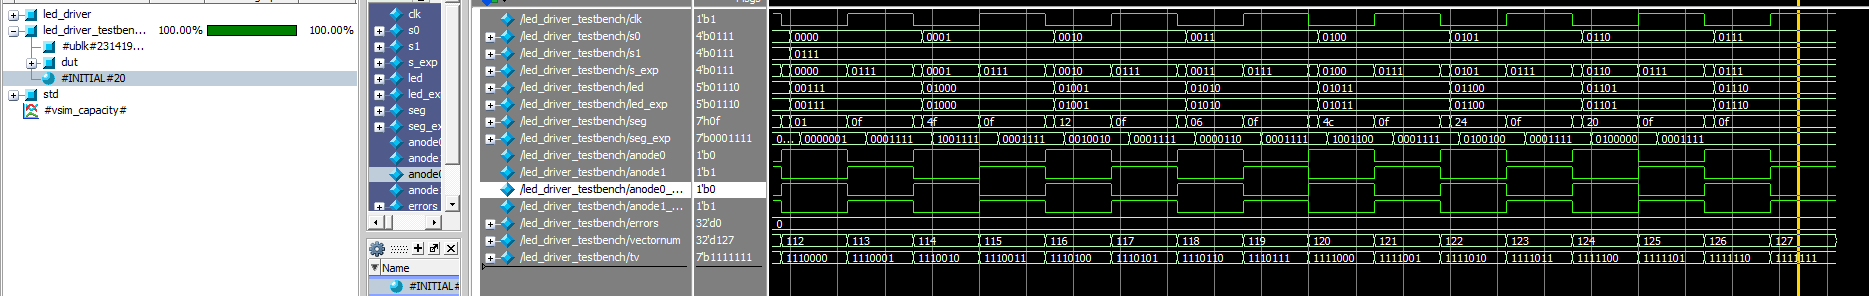 led_driver
led_driver_testben... 100.00% 100.00%
#ublk#231419...
dut
#INITIAL#20
std
#vsim_capacity#
clk
s0
s1
s_exp
led
led_ex
seg
seg_ex
anode0
anode
anode0
anode
errors
Name
#INITIAL#
/led_driver_testbench/clk 1'b1
/led_driver_testbench/s0 4'b0111 0000 0001 0010 0011 0100 0101 0110 0111
/led_driver_testbench/s1 4'b0111 0111
/led_driver_testbench/s_exp 4'b0111 0000 0111 0001 0111 0010 0111 0011 0111 0100 0111 0101 0111 0110 0111 0111
/led_driver_testbench/led 5'b01110 00111 01000 01001 01010 01011 01100 01101 01110
/led_driver_testbench/led_exp 5'b01110 00111 01000 01001 01010 01011 01100 01101 01110
/led_driver_testbench/seg 7'h0f 01 0f 4f 0f 12 0f 06 0f 4c 0f 24 0f 20 0f 0f
/led_driver_testbench/seg_exp 7'b0001111 0... 0000001 0001111 1001111 0001111 0010010 0001111 0000110 0001111 1001100 0001111 0100100 0001111 0100000 0001111
/led_driver_testbench/anode0 1'b0
/led_driver_testbench/anode1 1'b1
/led_driver_testbench/anode0_... 1'b0
/led_driver_testbench/anode1_... 1'b1
/led_driver_testbench/errors 32'd0 0
/led_driver_testbench/vectornum 32'd127 112 113 114 115 116 117 118 119 120 121 122 123 124 125 126 127
/led_driver_testbench/tv 7'b1111111 1110000 1110001 1110010 1110011 1110100 1110101 1110110 1110111 1111000 1111001 1111010 1111011 1111100 1111101 1111110 1111111